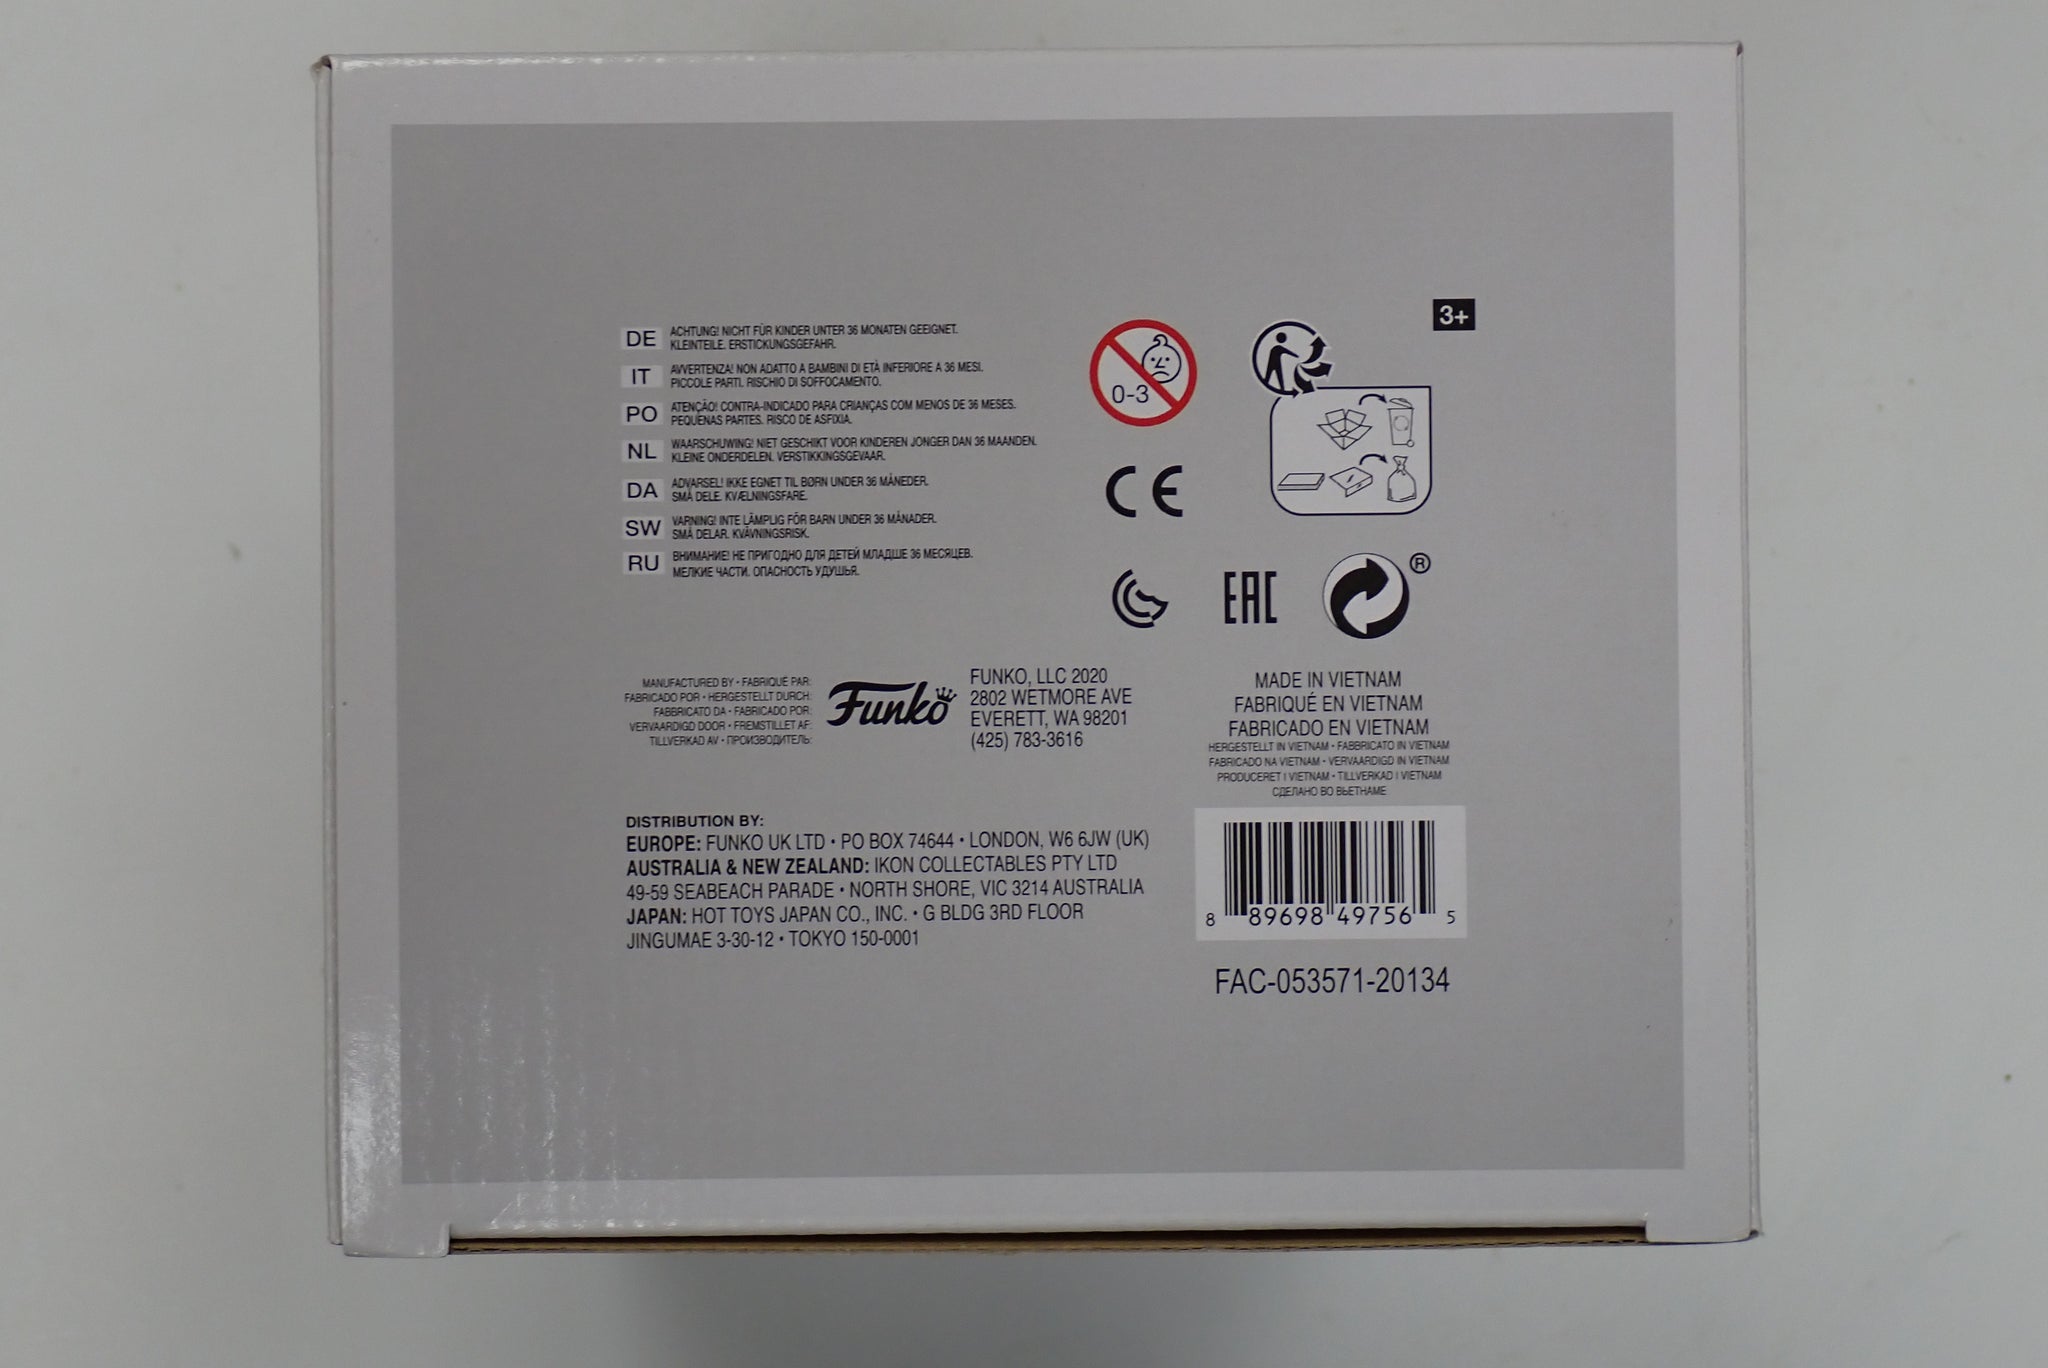 3+
DE ACHTUNG! NICHT FÜR KINDER UNTER 36 MONATEN GEEIGNET.
KLEINTEILE. ERSTICKUNGSGEFAHR.
IT AVVERTENZA! NON ADATTO A BAMBINI DI ETÀ INFERIORE A 36 MESI.
PICCOLE PARTI. RISCHIO DI SOFFOCAMENTO.
PO ATENÇÃO! CONTRA-INDICADO PARA CRIANÇAS COM MENOS DE 36 MESES.
PEQUENAS PARTES. RISCO DE ASFIXIA.
NL WAARSCHUWING! NIET GESCHIKT VOOR KINDEREN JONGER DAN 36 MAANDEN.
KLEINE ONDERDELEN. VERSTIKKINGSGEVAAR.
DA ADVARSEL! IKKE EGNET TIL BØRN UNDER 36 MÅNEDER.
SMÅ DELE. KVÆLNINGSFARE.
SW VARNING! INTE LÄMPLIG FÖR BARN UNDER 36 MÅNADER.
SMÅ DELAR. KVÄVNINGSRISK.
RU ВНИМАНИЕ! НЕ ПРИГОДНО ДЛЯ ДЕТЕЙ МЛАДШЕ 36 МЕСЯЦЕВ.
МЕЛКИЕ ЧАСТИ. ОПАСНОСТЬ УДУШЬЯ.
0-3
CE
EAC
®
MANUFACTURED BY • FABRIQUÉ PAR:
FABRICADO POR • HERGESTELLT DURCH:
FABBRICATO DA • FABRICADO POR:
VERVAARDIGD DOOR • FREMSTILLET AF:
TILLVERKAD AV • ПРОИЗВОДИТЕЛЬ:
Funko
FUNKO, LLC 2020
2802 WETMORE AVE
EVERETT, WA 98201
(425) 783-3616
MADE IN VIETNAM
FABRIQUÉ EN VIETNAM
FABRICADO EN VIETNAM
HERGESTELLT IN VIETNAM • FABBRICATO IN VIETNAM
FABRICADO NA VIETNAM • VERVAARDIGD IN VIETNAM
PRODUCERET I VIETNAM • TILLVERKAD I VIETNAM
СДЕЛАНО ВО ВЬЕТНАМЕ
DISTRIBUTION BY:
EUROPE: FUNKO UK LTD • PO BOX 74644 • LONDON, W6 6JW (UK)
AUSTRALIA & NEW ZEALAND: IKON COLLECTABLES PTY LTD
49-59 SEABEACH PARADE • NORTH SHORE, VIC 3214 AUSTRALIA
JAPAN: HOT TOYS JAPAN CO., INC. • G BLDG 3RD FLOOR
JINGUMAE 3-30-12 • TOKYO 150-0001
8 89698 49756 5
FAC-053571-20134